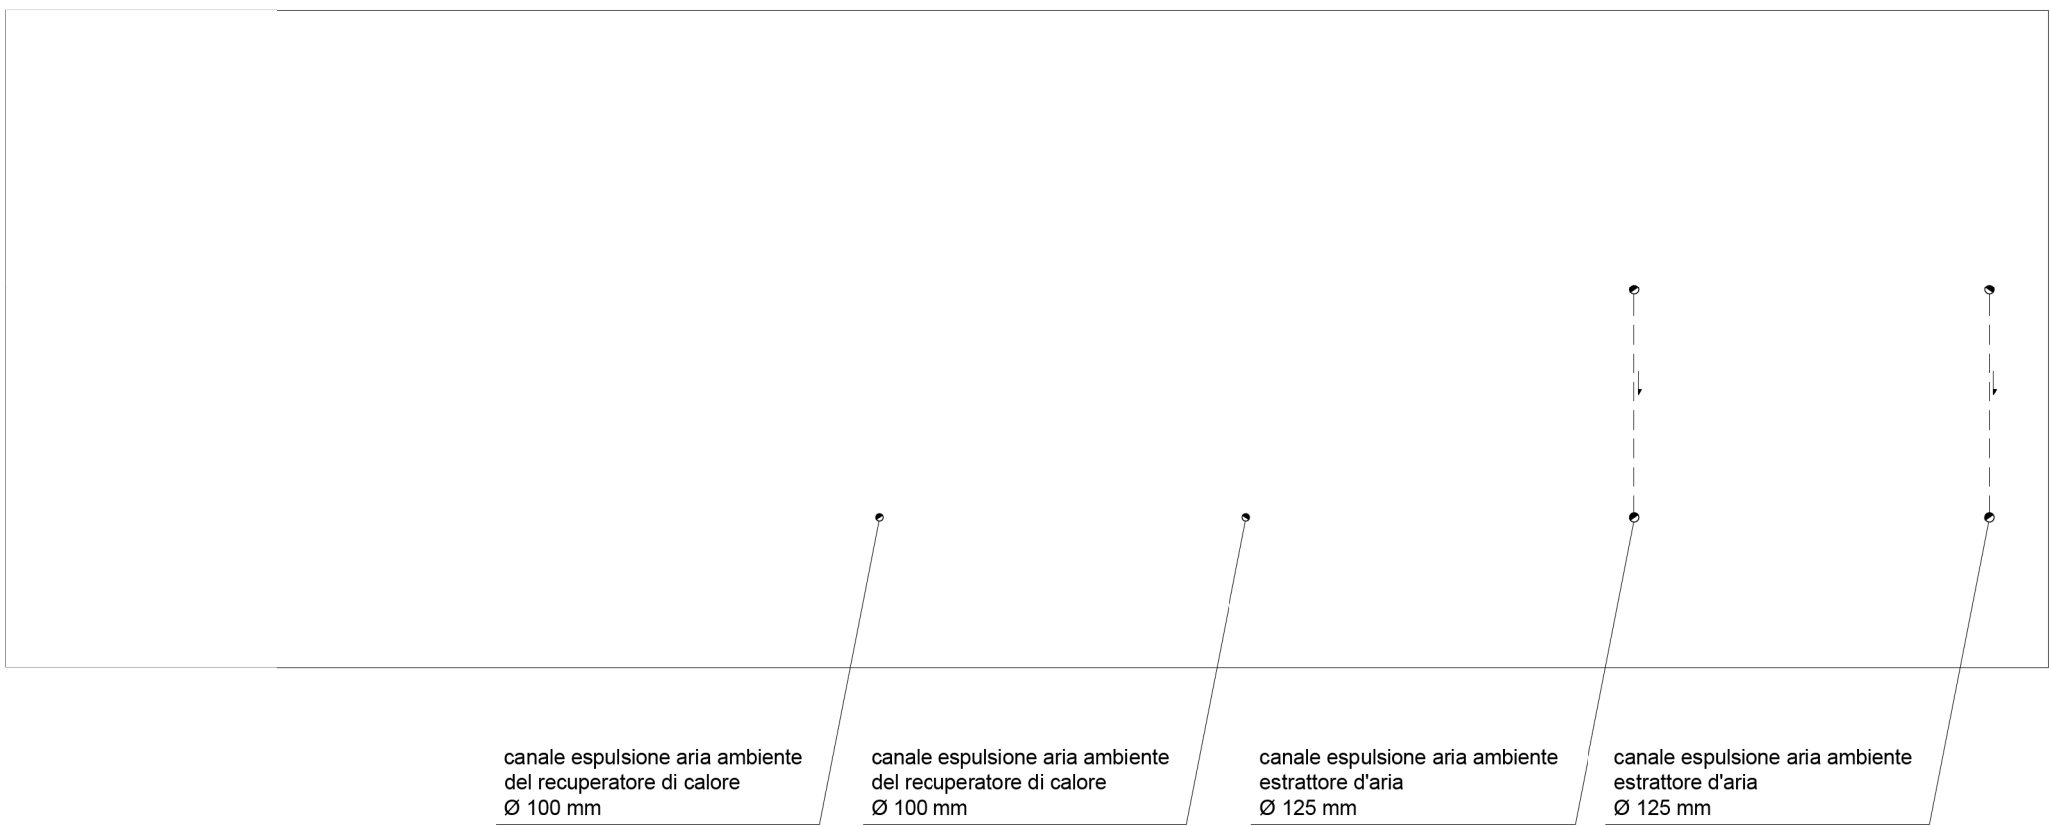 canale espulsione aria ambiente
del recuperatore di calore
Ø 100 mm
canale espulsione aria ambiente
del recuperatore di calore
Ø 100 mm
canale espulsione aria ambiente
estrattore d'aria
Ø 125 mm
canale espulsione aria ambiente
estrattore d'aria
Ø 125 mm